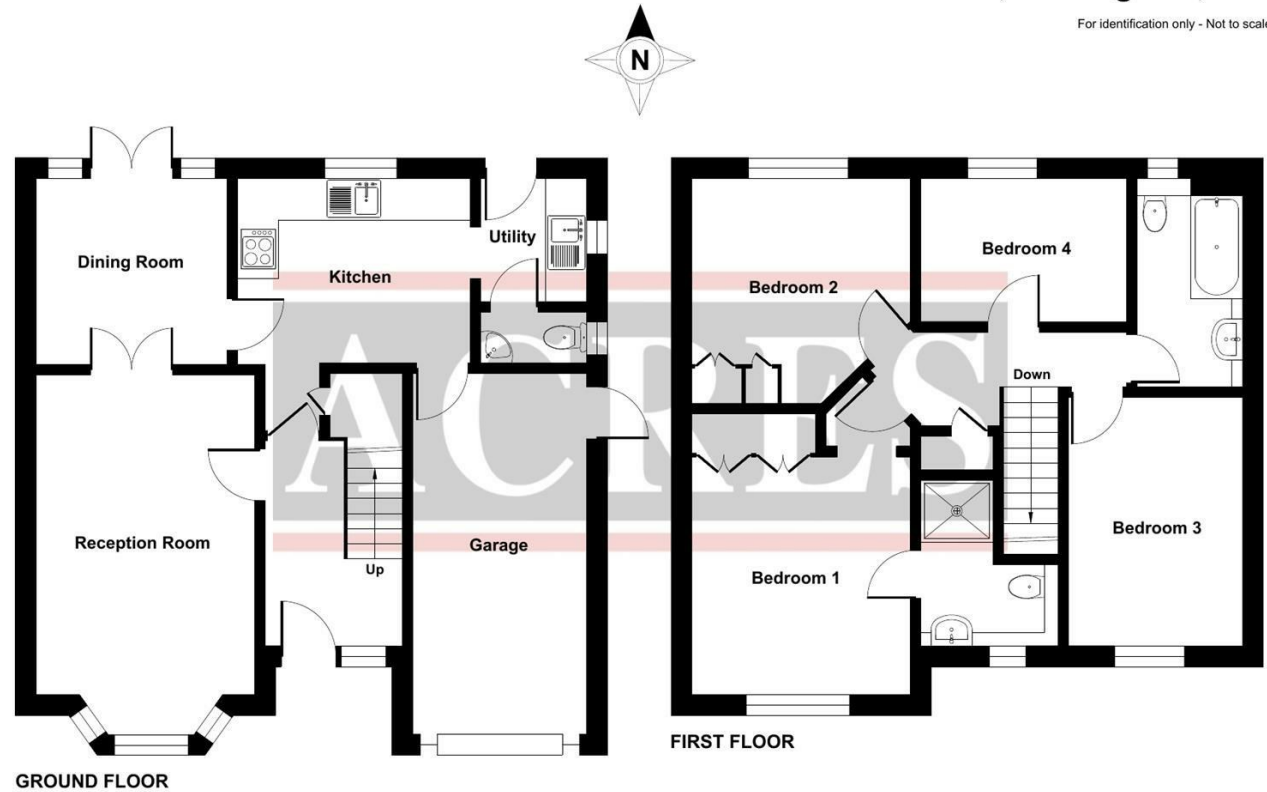 For identification only - Not to scale
N
Dining Room
Kitchen
Utility
Bedroom 2
Bedroom 4
ACRES
Down
Reception Room
Garage
Up
Bedroom 1
Bedroom 3
FIRST FLOOR
GROUND FLOOR